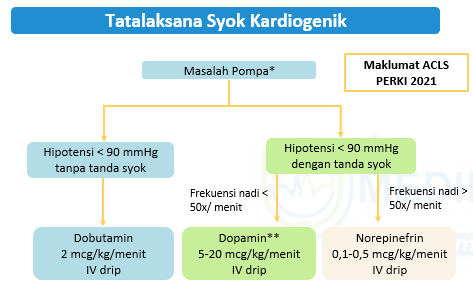 Tatalaksana Syok Kardiogenik
Masalah Pompa*
Maklumat ACLS
PERKI 2021
Hipotensi < 90 mmHg
tanpa tanda syok
Hipotensi < 90 mmHg
dengan tanda syok
Frekuensi nadi <
50x/ menit
Frekuensi nadi >
50x/ menit
Dobutamin
2 mcg/kg/menit
IV drip
Dopamin**
5-20 mcg/kg/menit
IV drip
Norepinefrin
0,1-0,5 mcg/kg/menit
IV drip